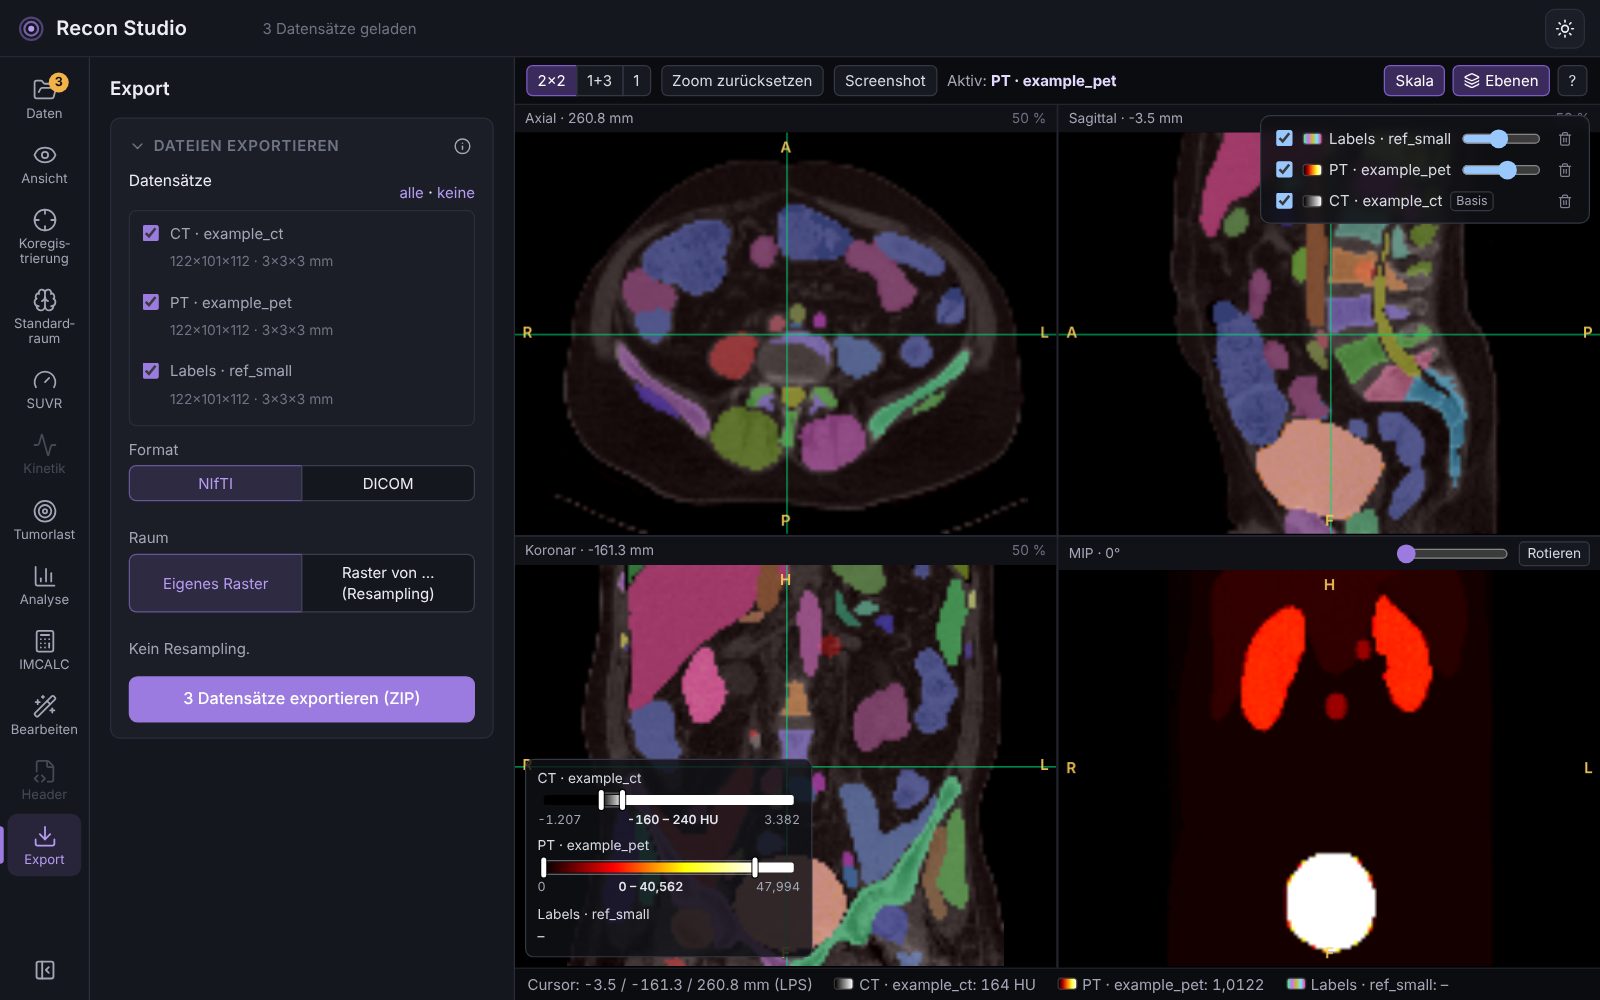 Recon Studio
3 Datensätze geladen
3
Daten
Ansicht
Koregis-
trierung
Standard-
raum
SUVR
Kinetik
Tumorlast
Analyse
IMCALC
Bearbeiten
Header
Export
Export
DATEIEN EXPORTIEREN
Datensätze
alle · keine
CT · example_ct
122×101×112 · 3×3×3 mm
PT · example_pet
122×101×112 · 3×3×3 mm
Labels · ref_small
122×101×112 · 3×3×3 mm
Format
NIfTI
DICOM
Raum
Eigenes Raster
Raster von ...
(Resampling)
Kein Resampling.
3 Datensätze exportieren (ZIP)
2×2
1+3
1
Zoom zurücksetzen
Screenshot
Aktiv: PT · example_pet
Skala
Ebenen
?
Axial · 260.8 mm
50 %
A
R
L
P
Sagittal · -3.5 mm
Labels · ref_small
PT · example_pet
CT · example_ct
Basis
A
P
F
Koronar · -161.3 mm
50 %
H
L
CT · example_ct
-1.207
-160 – 240 HU
3.382
PT · example_pet
0
0 – 40,562
47,994
Labels · ref_small
–
MIP · 0°
Rotieren
H
R
L
F
Cursor: -3.5 / -161.3 / 260.8 mm (LPS)
CT · example_ct: 164 HU
PT · example_pet: 1,0122
Labels · ref_small: –